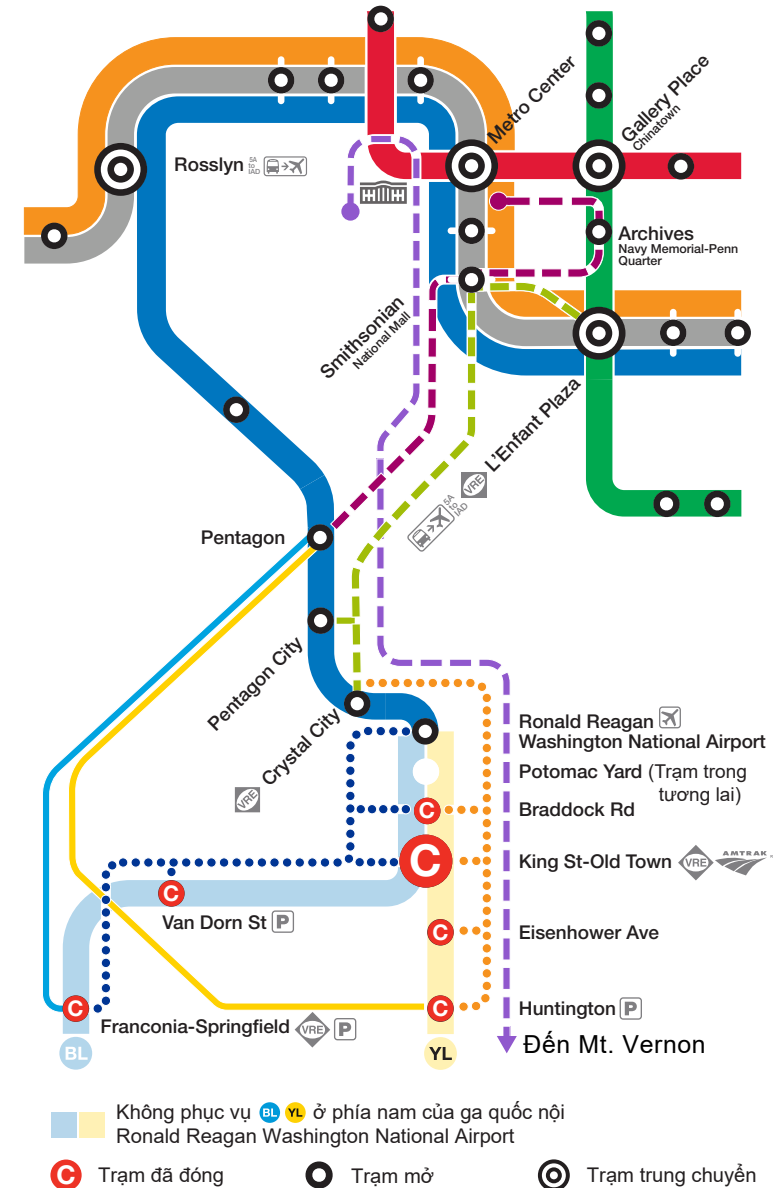 Metro Center
Gallery Place
Chinatown
Rosslyn
5A
to
IAD
Archives
Navy Memorial-Penn
Quarter
Smithsonian
National Mall
L'Enfant Plaza
VRE
5A
to
IAD
Pentagon
Pentagon City
Crystal City
VRE
Ronald Reagan
Washington National Airport
Potomac Yard (Trạm trong
tương lai)
C
Braddock Rd
C
King St-Old Town
VRE
AMTRAK
C
Van Dorn St P
C
Eisenhower Ave
C
Franconia-Springfield VRE P
C
Huntington P
Đến Mt. Vernon
BL
YL
Không phục vụ BL YL ở phía nam của ga quốc nội
Ronald Reagan Washington National Airport
C Trạm đã đóng
Trạm mở
Trạm trung chuyển